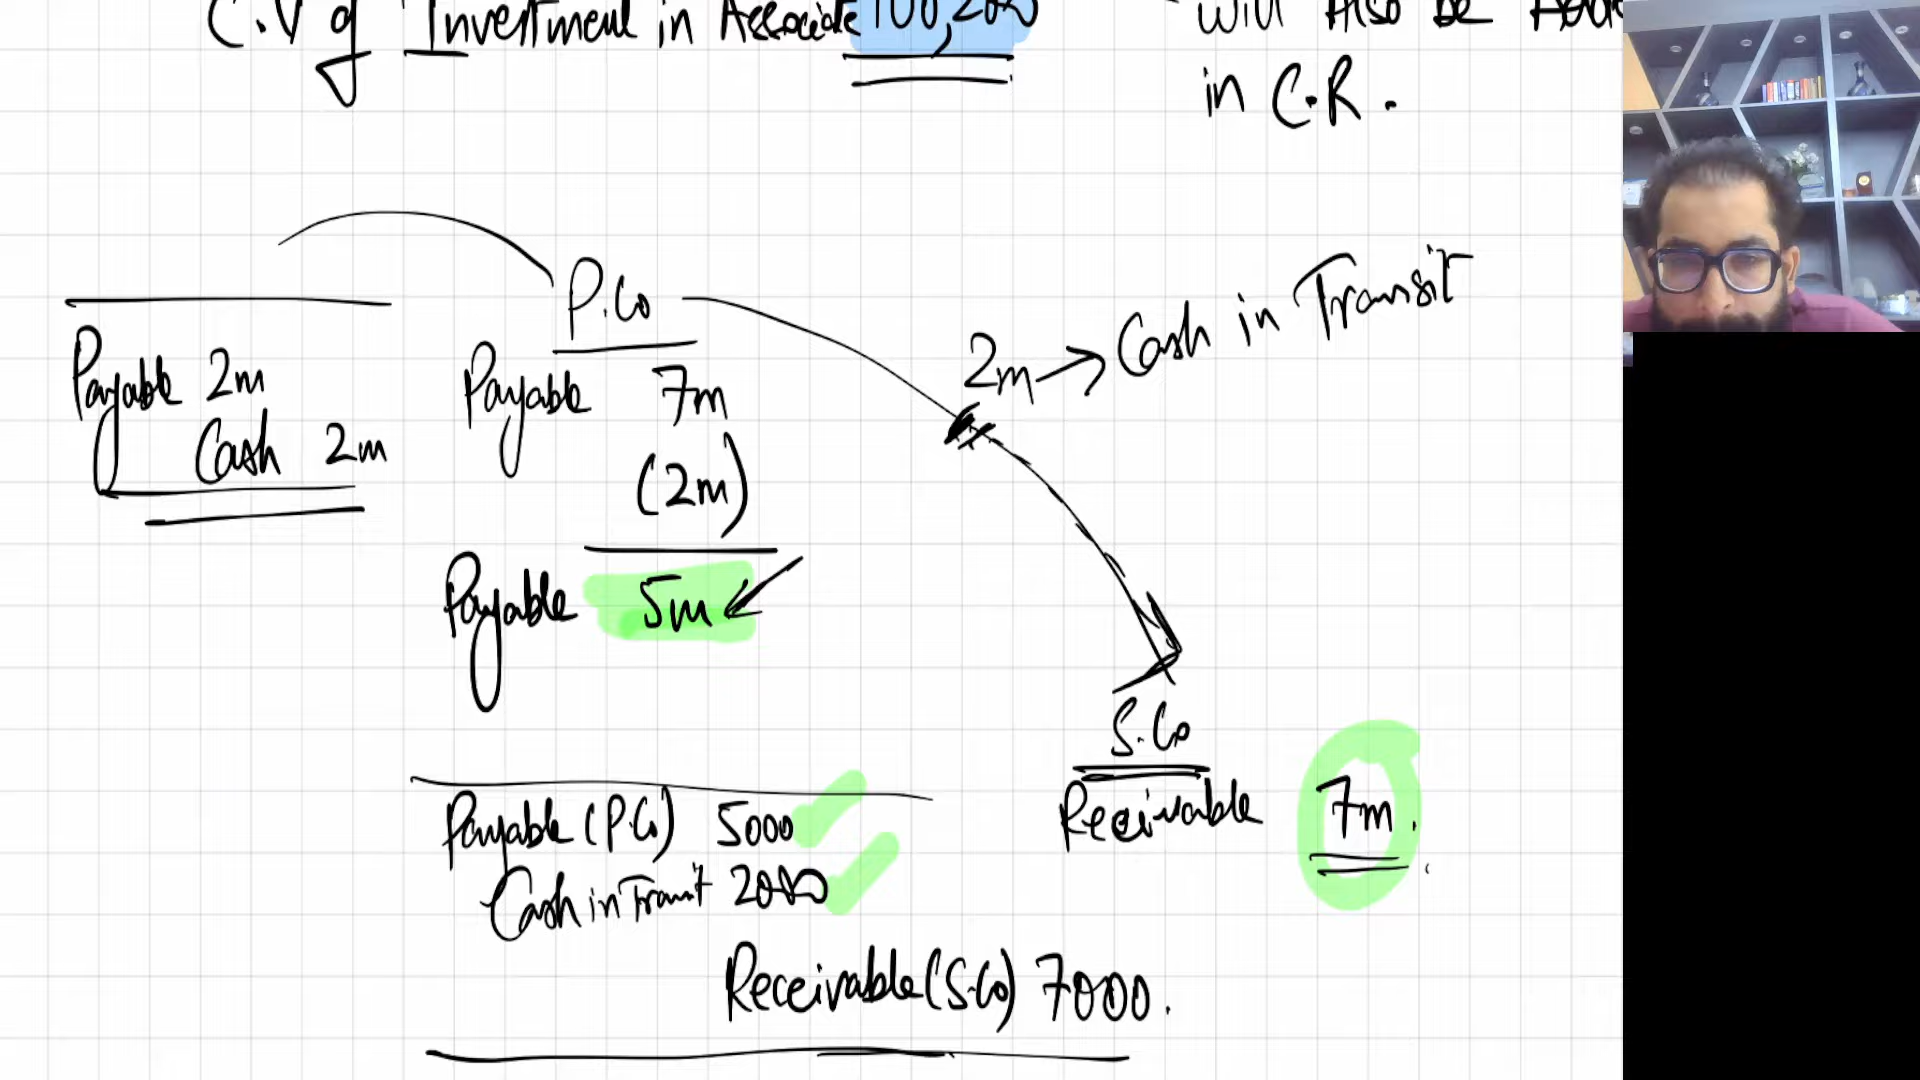 C.V of Investment in Associate 100,200
will Also be
in C.R.
P.Co
2m → Cash in Transit
Payable 2m
Cash 2m
Payable 7m
(2m)
Payable 5m
S.Co
Receivable 7m.
Payable (P.Co) 5000
Cash in Transit 2000
Receivable (S.Co) 7000.